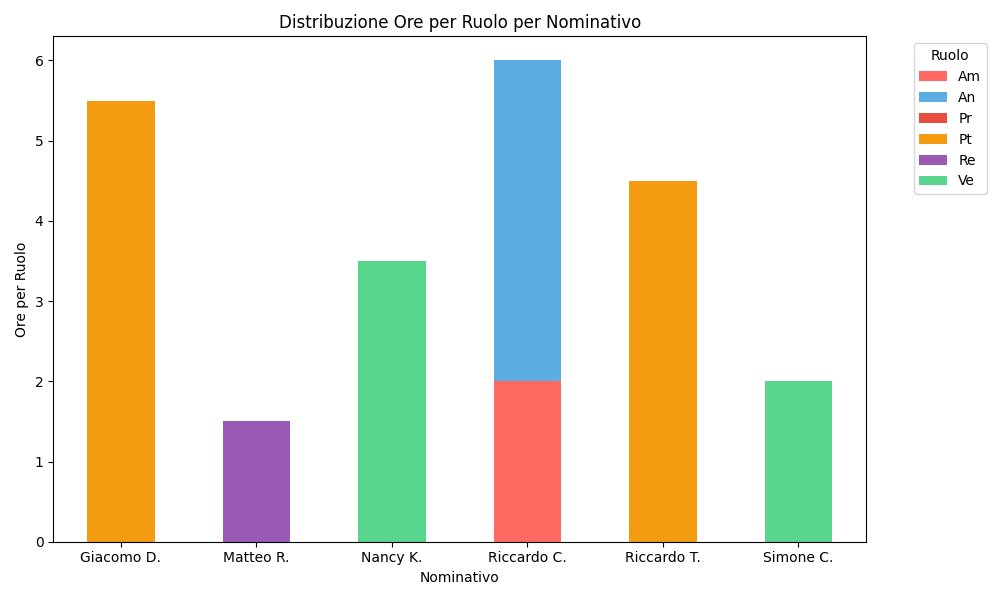 Distribuzione Ore per Ruolo per Nominativo
Ruolo
Am
An
Pr
Pt
Re
Ve
Ore per Ruolo
6
5
4
3
2
1
0
Giacomo D.
Matteo R.
Nancy K.
Riccardo C.
Riccardo T.
Simone C.
Nominativo